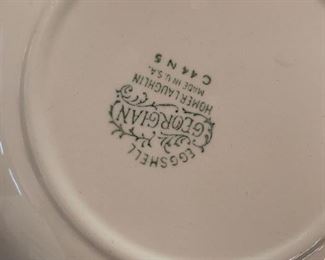 EGGSHELL
GEORGIAN
HOMER LAUGHLIN
MADE IN U.S.A.
C 44 N 5